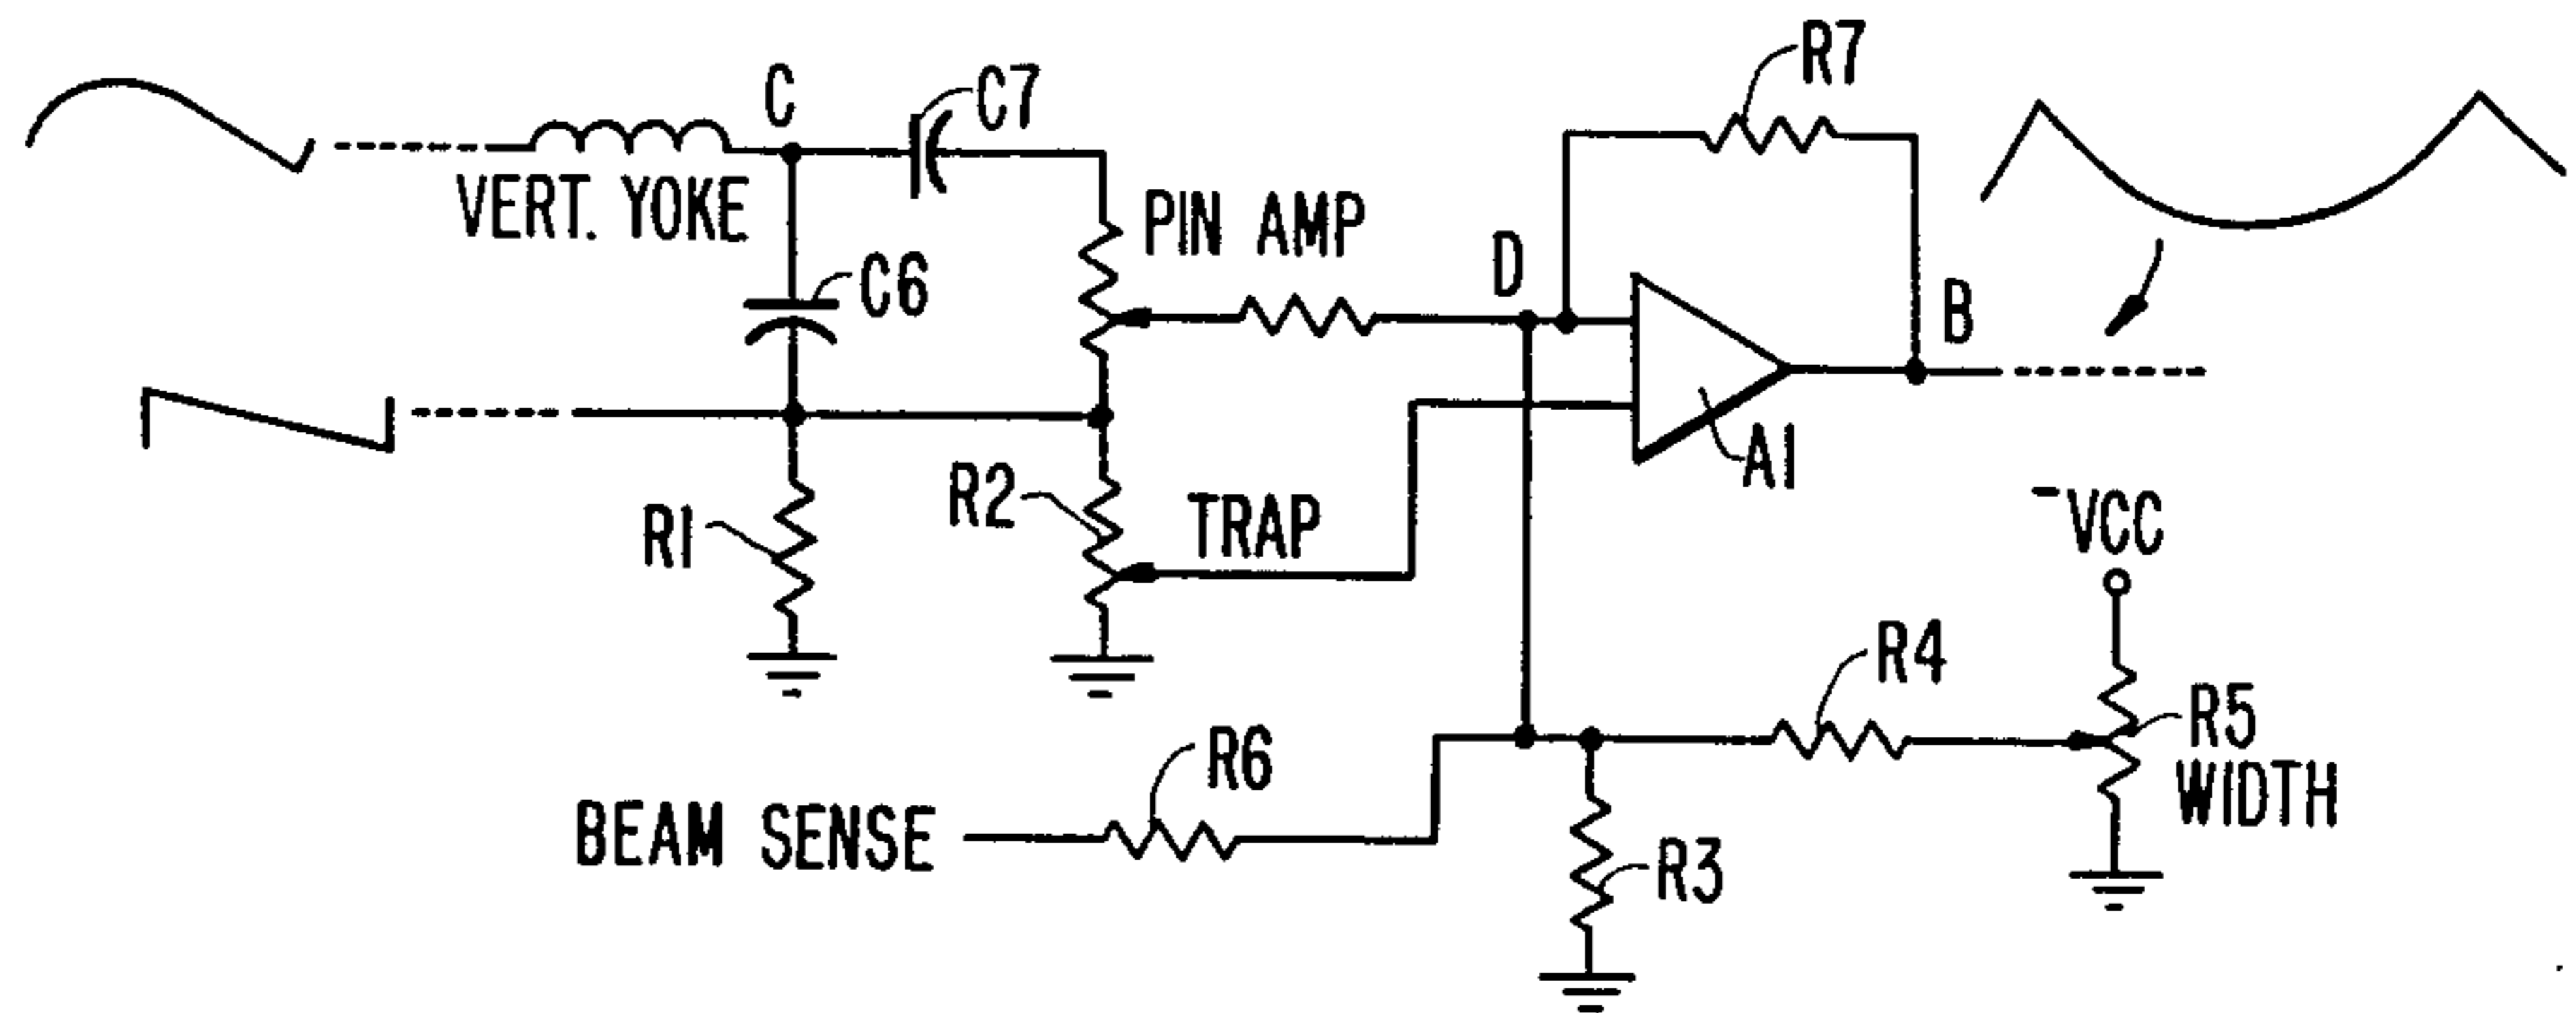 R7
C
C7
VERT. YOKE
PIN AMP
D
C6
B
R1
R2
TRAP
A1
-VCC
R4
R5
WIDTH
R6
BEAM SENSE
R3